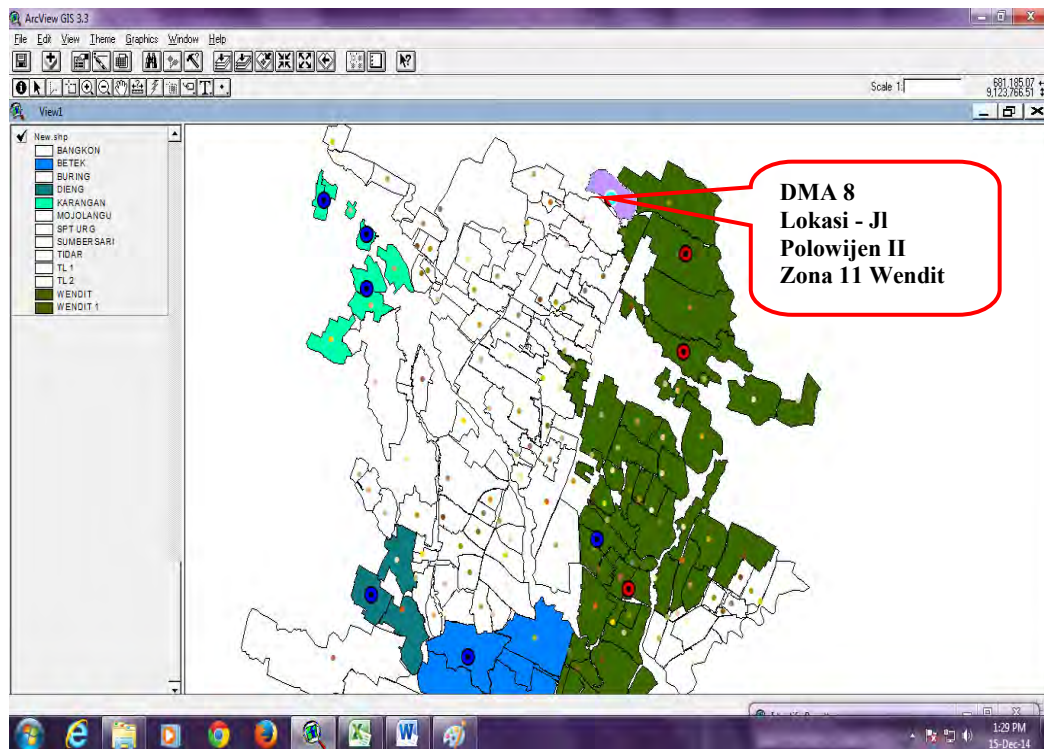 ArcView GIS 3.3
File Edit View Theme Graphics Window Help
Scale 1:
681,185.07
9,123,766.51
View1
New.shp
BANGKON
BETEK
BURING
DIENG
KARANGAN
MOJOLANGU
SPT URG
SUMBERSARI
TIDAR
TL 1
TL 2
WENDIT
WENDIT 1
DMA 8
Lokasi - Jl
Polowijen II
Zona 11 Wendit
1:29 PM
15-Dec-14